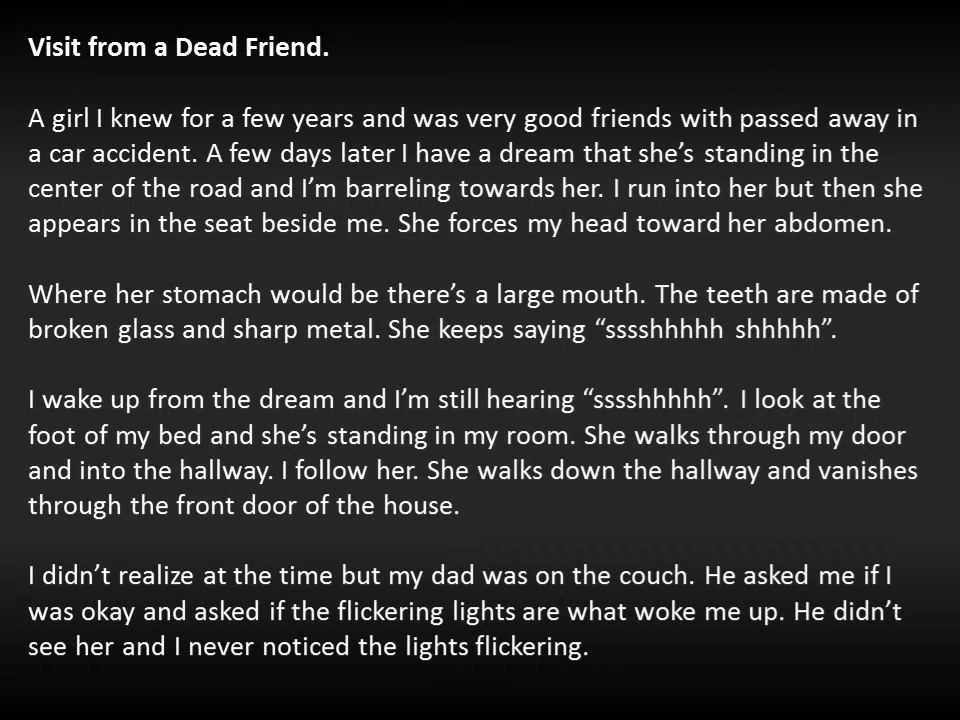 Visit from a Dead Friend.
A girl I knew for a few years and was very good friends with passed away in
a car accident. A few days later I have a dream that she’s standing in the
center of the road and I’m barreling towards her. I run into her but then she
appears in the seat beside me. She forces my head toward her abdomen.
Where her stomach would be there’s a large mouth. The teeth are made of
broken glass and sharp metal. She keeps saying “sssshhhhh shhhhh”.
I wake up from the dream and I’m still hearing “sssshhhhh”. I look at the
foot of my bed and she’s standing in my room. She walks through my door
and into the hallway. I follow her. She walks down the hallway and vanishes
through the front door of the house.
I didn’t realize at the time but my dad was on the couch. He asked me if I
was okay and asked if the flickering lights are what woke me up. He didn’t
see her and I never noticed the lights flickering.